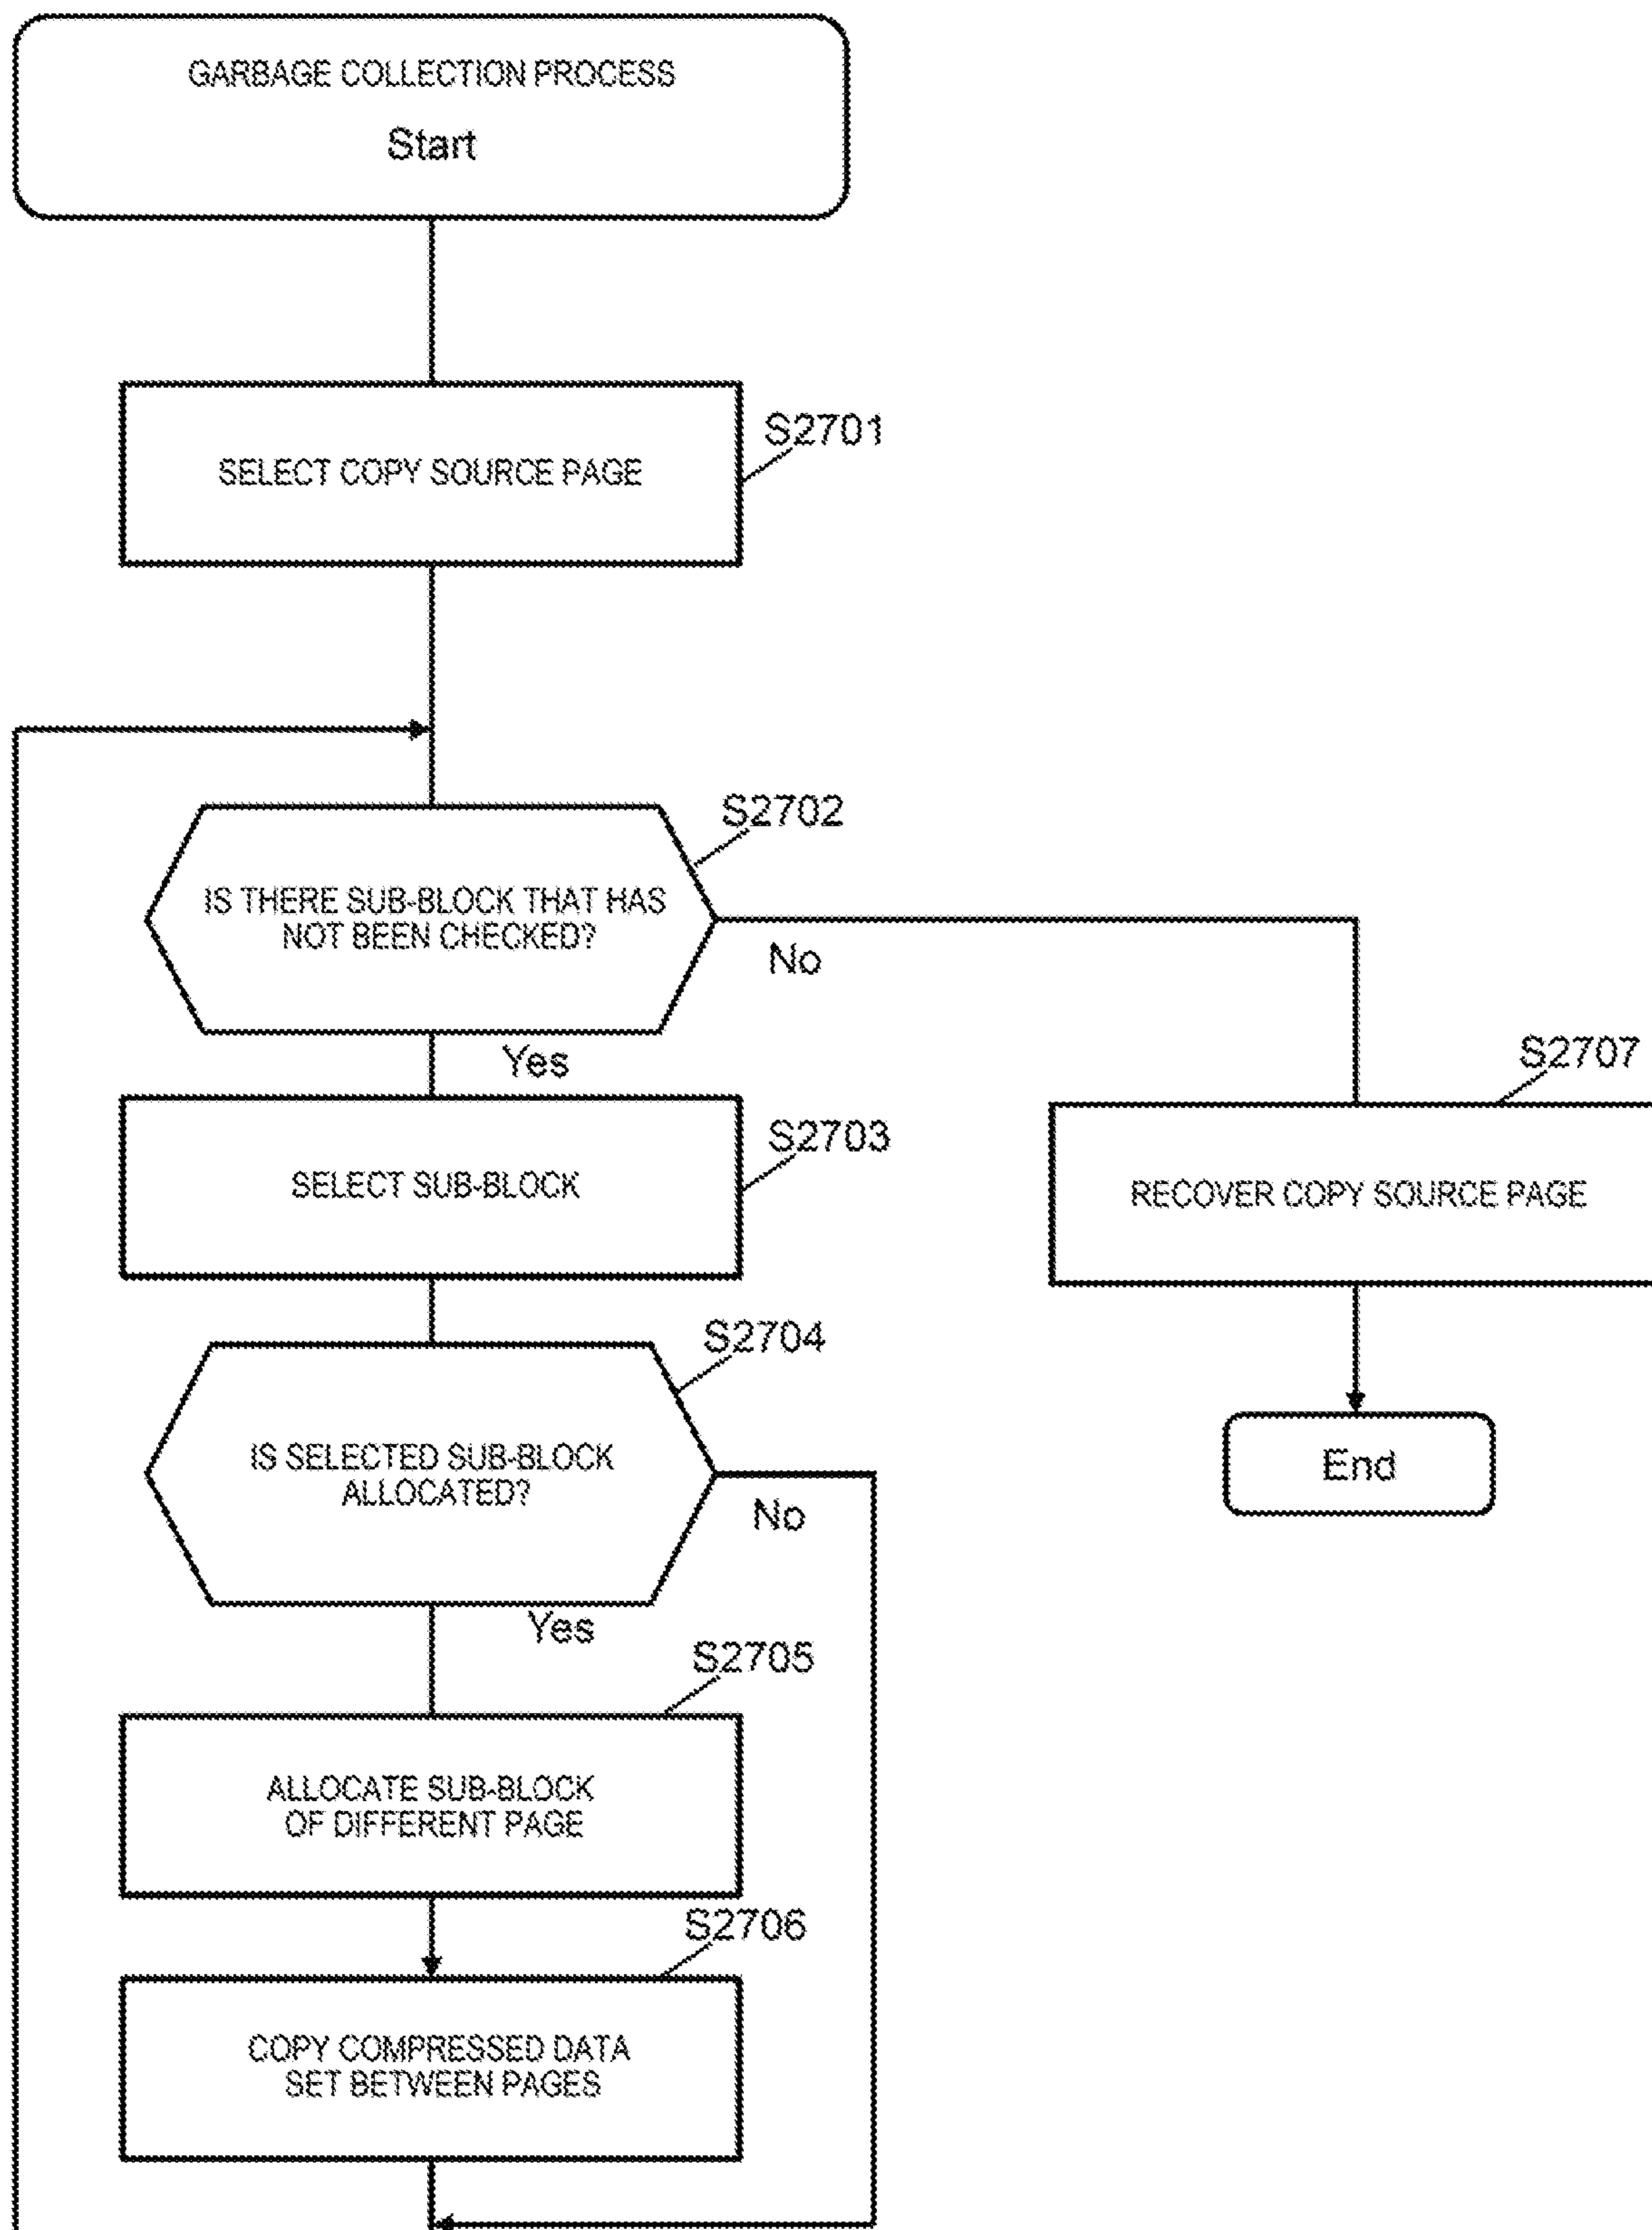 GARBAGE COLLECTION PROCESS
Start
S2701
SELECT COPY SOURCE PAGE
S2702
IS THERE SUB-BLOCK THAT HAS
NOT BEEN CHECKED?
No
Yes
S2703
SELECT SUB-BLOCK
S2707
RECOVER COPY SOURCE PAGE
S2704
IS SELECTED SUB-BLOCK
ALLOCATED?
No
End
Yes
S2705
ALLOCATE SUB-BLOCK
OF DIFFERENT PAGE
S2706
COPY COMPRESSED DATA
SET BETWEEN PAGES